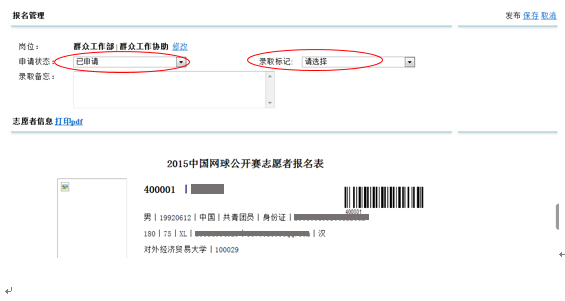 报名管理 发布 保存 取消
岗位： 群众工作部 | 群众工作协助 修改
申请状态： 已申请 录取标记： 请选择
录取备忘：
志愿者信息 打印pdf
2015中国网球公开赛志愿者报名表
400001 |
400001
男 | 19920612 | 中国 | 共青团员 | 身份证 |
180 | 75 | XL | | 汉
对外经济贸易大学 | 100029